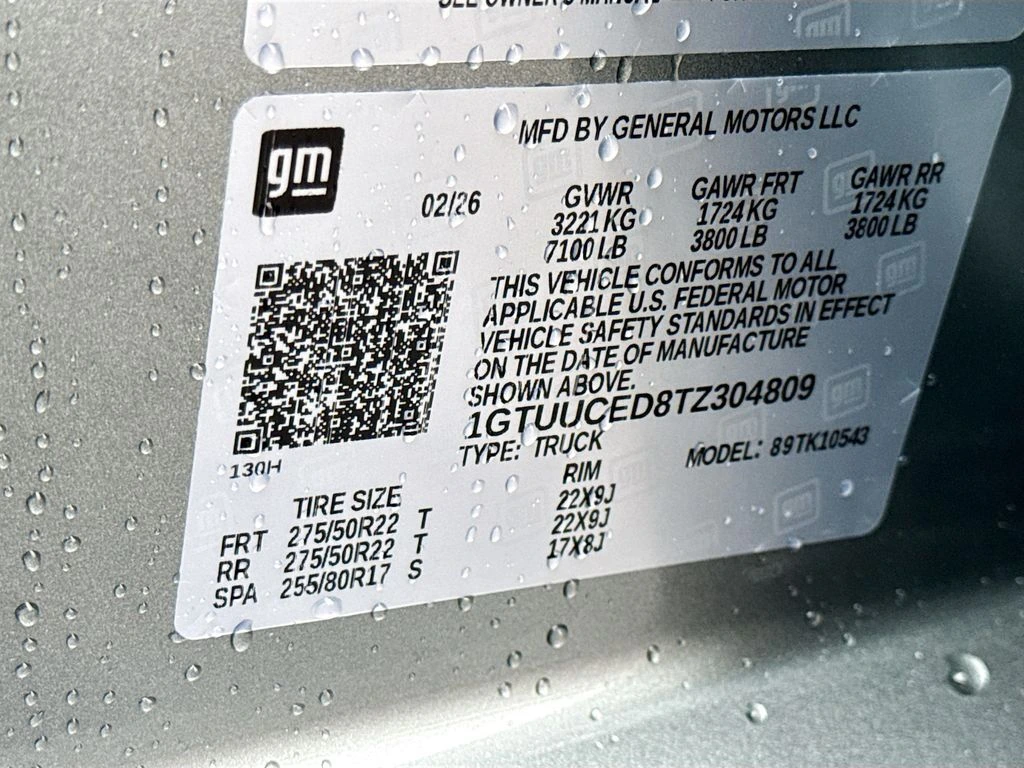 SEE OWNER'S MANUAL
gm
MFD BY GENERAL MOTORS LLC
02/26
GVWR GAWR FRT GAWR RR
3221 KG 1724 KG 1724 KG
7100 LB 3800 LB 3800 LB
THIS VEHICLE CONFORMS TO ALL
APPLICABLE U.S. FEDERAL MOTOR
VEHICLE SAFETY STANDARDS IN EFFECT
ON THE DATE OF MANUFACTURE
SHOWN ABOVE.
1GTUUCED8TZ304809
TYPE: TRUCK MODEL: 89TK10543
130H
TIRE SIZE RIM
FRT 275/50R22 T 22X9J
RR 275/50R22 T 22X9J
SPA 255/80R17 S 17X8J